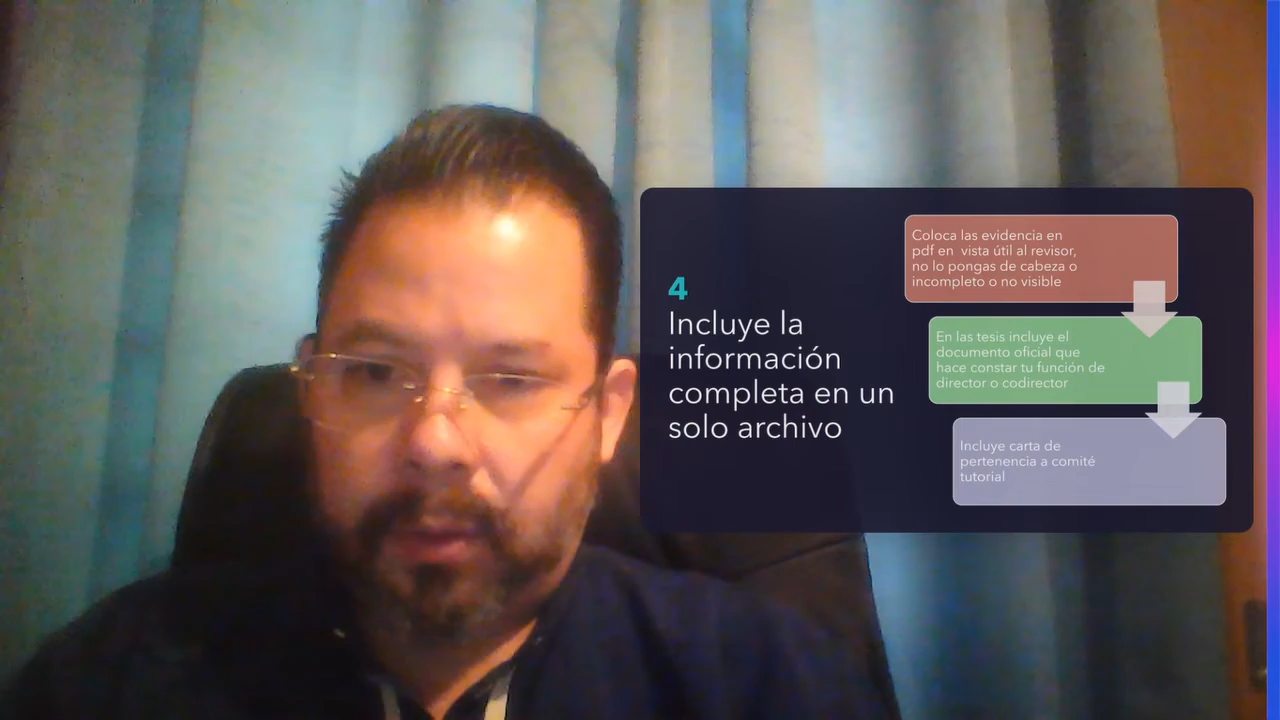 4
Incluye la
información
completa en un
solo archivo
Coloca las evidencia en
pdf en vista útil al revisor,
no lo pongas de cabeza o
incompleto o no visible
En las tesis incluye el
documento oficial que
hace constar tu función de
director o codirector
Incluye carta de
pertenencia a comité
tutorial